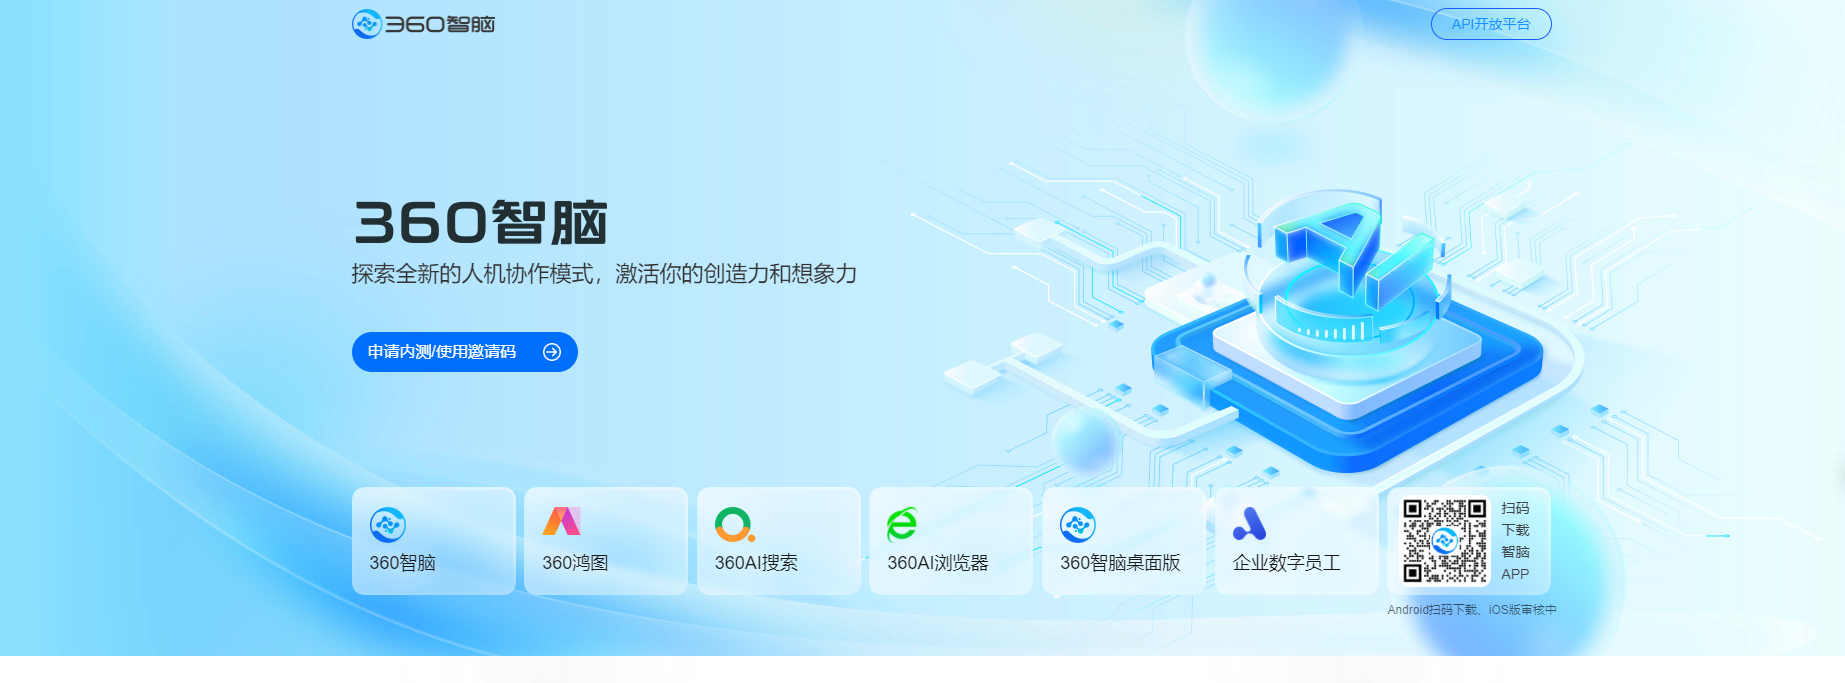 360智脑
API开放平台
360智脑
探索全新的人机协作模式，激活你的创造力和想象力
申请内测/使用邀请码
AI
360智脑
360鸿图
360AI搜索
360AI浏览器
360智脑桌面版
企业数字员工
扫码
下载
智脑
APP
Android扫码下载、iOS版审核中